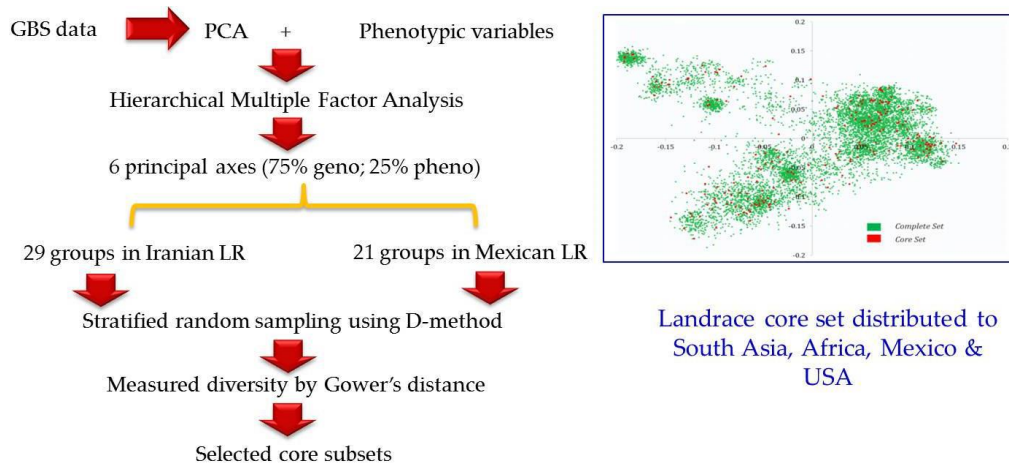 GBS data
PCA + Phenotypic variables
Hierarchical Multiple Factor Analysis
6 principal axes (75% geno; 25% pheno)
29 groups in Iranian LR
21 groups in Mexican LR
Stratified random sampling using D-method
Measured diversity by Gower's distance
Selected core subsets
0.2
0.15
0.1
0.05
0
-0.2
-0.15
-0.1
-0.05
0
0.05
0.1
0.15
0.2
-0.05
-0.1
-0.15
-0.2
Complete Set
Core Set
Landrace core set distributed to
South Asia, Africa, Mexico &
USA